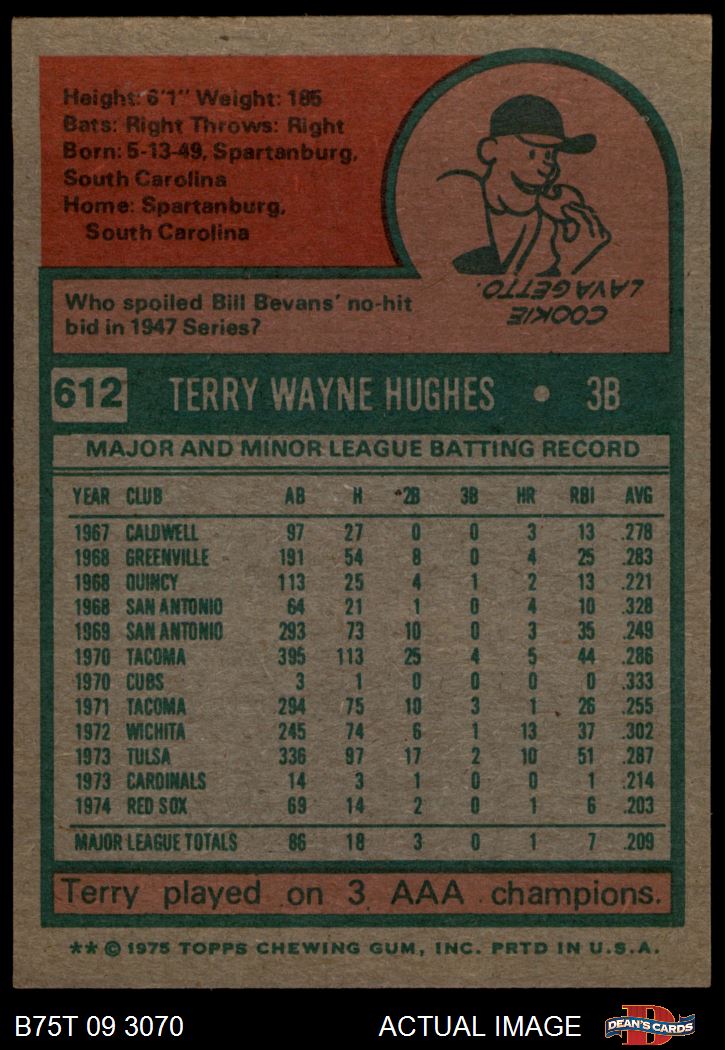 Height: 6'1" Weight: 185
Bats: Right Throws: Right
Born: 5-13-49, Spartanburg,
South Carolina
Home: Spartanburg,
South Carolina
COOKIE
LAVAGETTO.
Who spoiled Bill Bevans' no-hit
bid in 1947 Series?
612 TERRY WAYNE HUGHES • 3B
MAJOR AND MINOR LEAGUE BATTING RECORD
YEAR CLUB AB H 2B 3B HR RBI AVG
1967 CALDWELL 97 27 0 0 3 13 .278
1968 GREENVILLE 191 54 8 0 4 25 .283
1968 QUINCY 113 25 4 1 2 13 .221
1968 SAN ANTONIO 64 21 1 0 4 10 .328
1969 SAN ANTONIO 293 73 10 0 3 35 .249
1970 TACOMA 395 113 25 4 5 44 .286
1970 CUBS 3 1 0 0 0 0 .333
1971 TACOMA 294 75 10 3 1 26 .255
1972 WICHITA 245 74 6 1 13 37 .302
1973 TULSA 336 97 17 2 10 51 .287
1973 CARDINALS 14 3 1 0 0 1 .214
1974 RED SOX 69 14 2 0 1 6 .203
MAJOR LEAGUE TOTALS 86 18 3 0 1 7 .209
Terry played on 3 AAA champions.
** © 1975 TOPPS CHEWING GUM, INC. PRTD IN U.S.A.
B75T 09 3070 ACTUAL IMAGE
D
DEAN'S CARDS